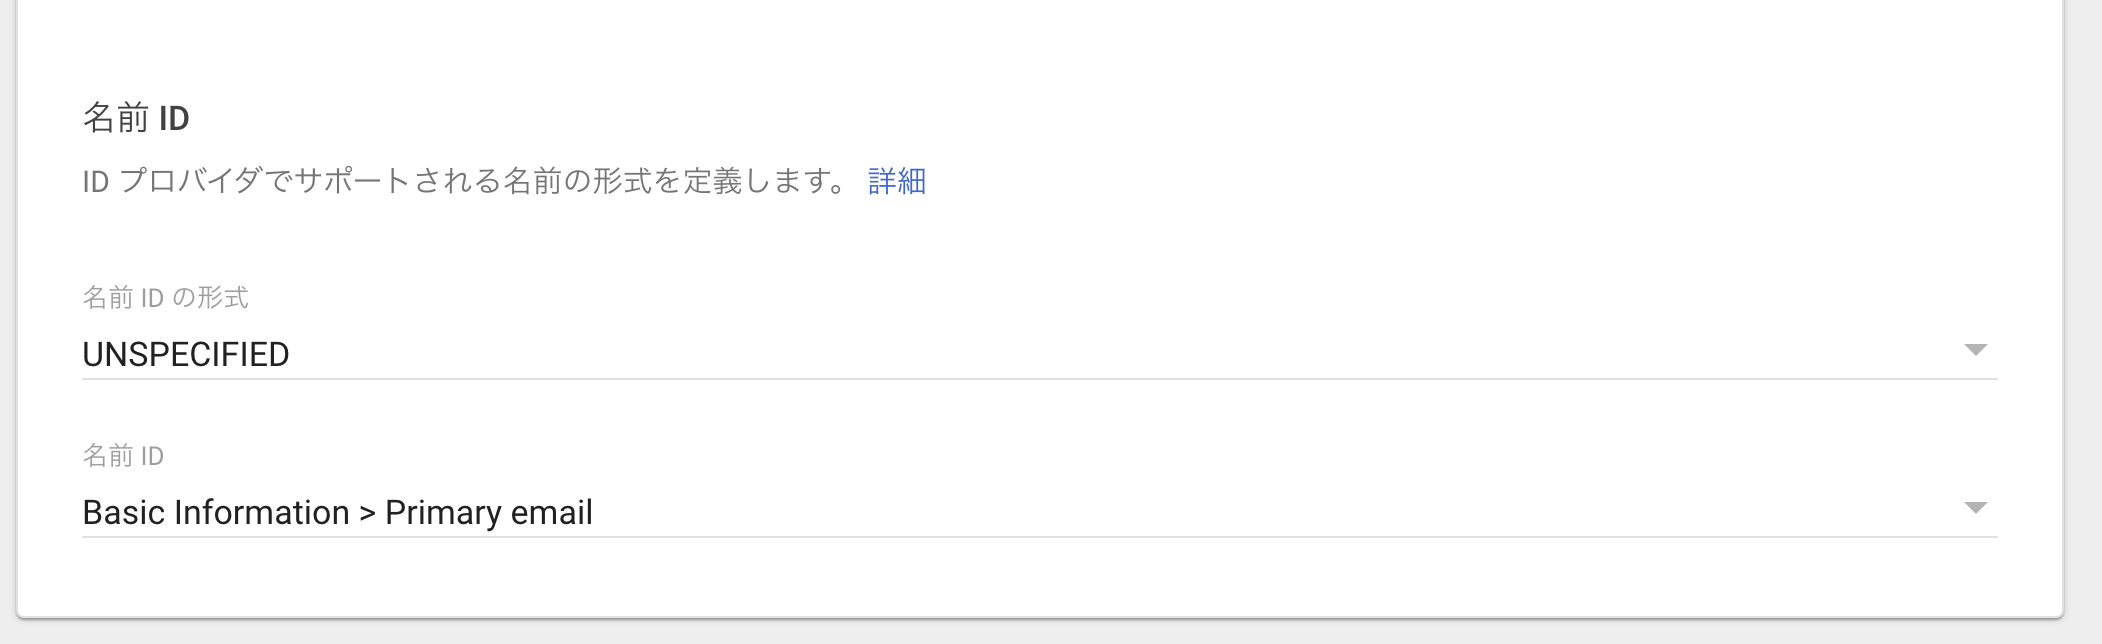 名前 ID
ID プロバイダでサポートされる名前の形式を定義します。 詳細
名前 ID の形式
UNSPECIFIED
名前 ID
Basic Information > Primary email